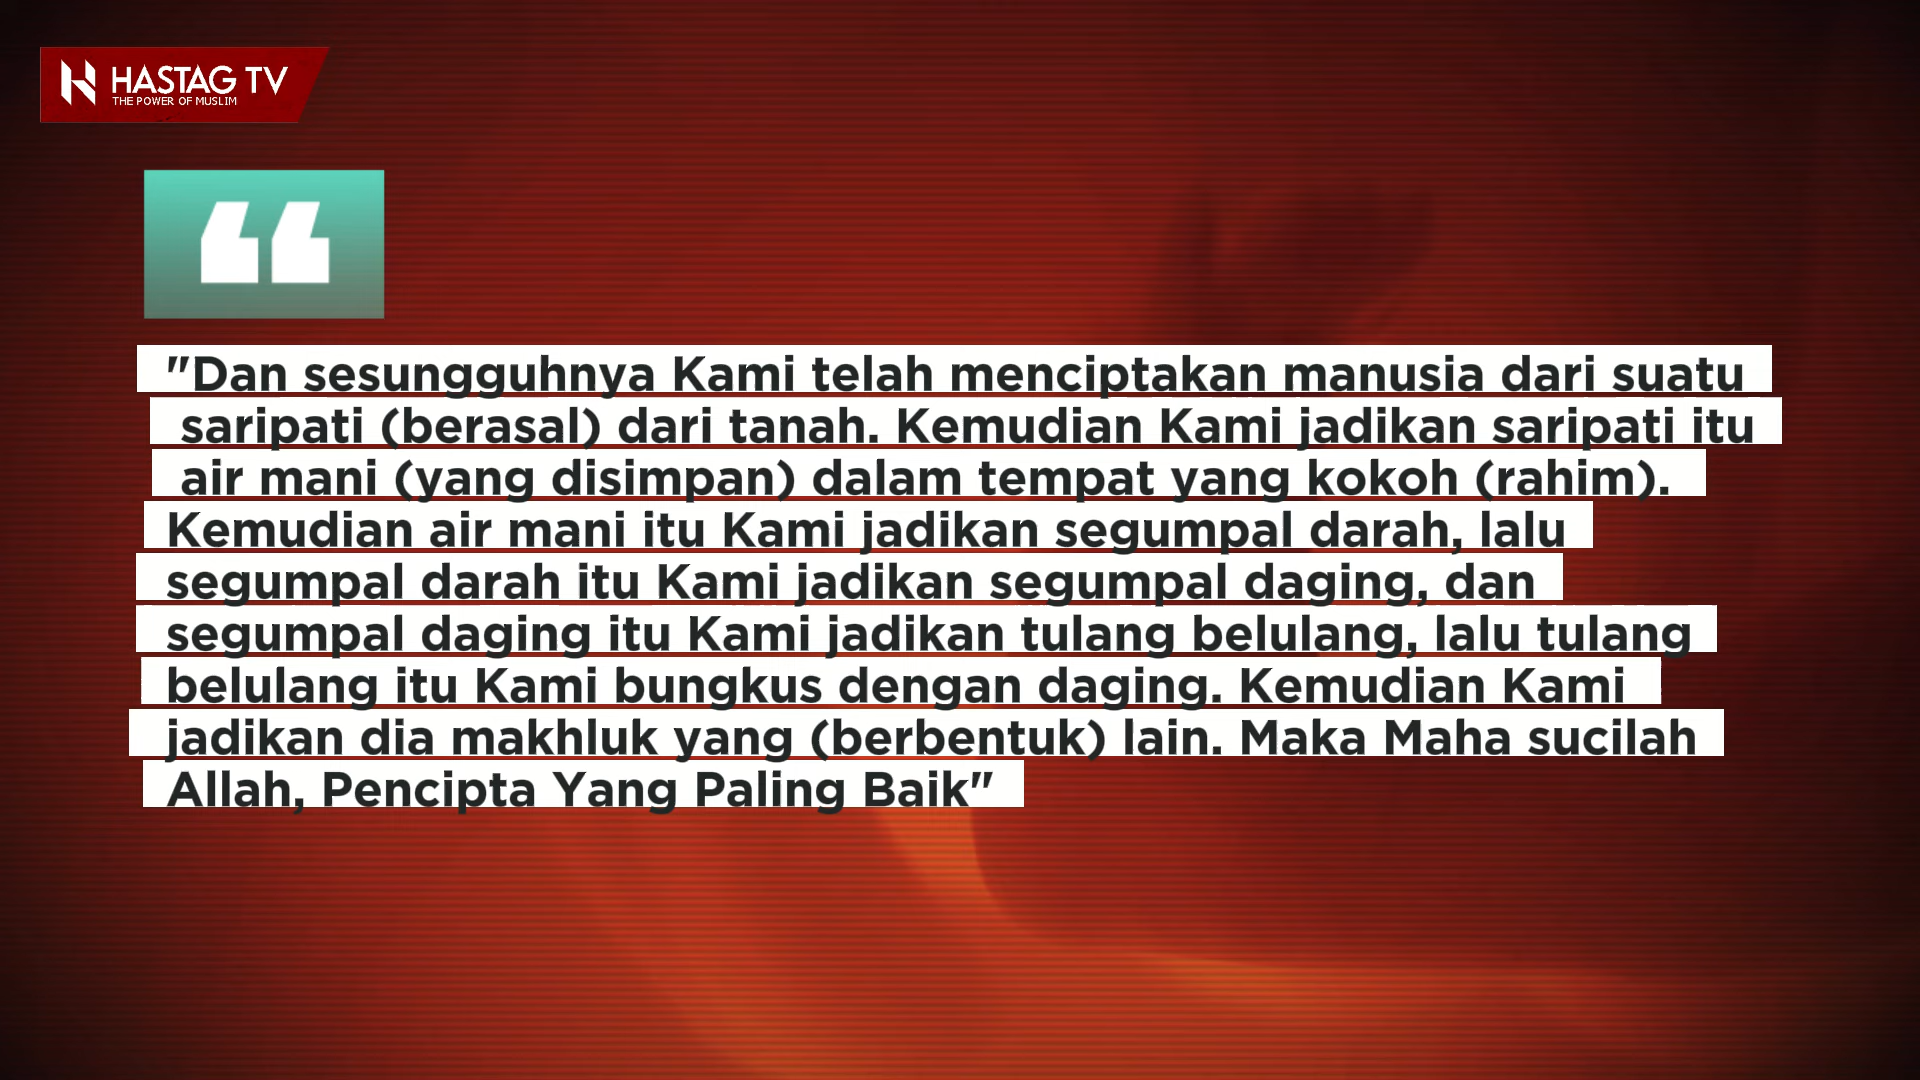 HASTAG TV
THE POWER OF MUSLIM
"Dan sesungguhnya Kami telah menciptakan manusia dari suatu
saripati (berasal) dari tanah. Kemudian Kami jadikan saripati itu
air mani (yang disimpan) dalam tempat yang kokoh (rahim).
Kemudian air mani itu Kami jadikan segumpal darah, lalu
segumpal darah itu Kami jadikan segumpal daging, dan
segumpal daging itu Kami jadikan tulang belulang, lalu tulang
belulang itu Kami bungkus dengan daging. Kemudian Kami
jadikan dia makhluk yang (berbentuk) lain. Maka Maha sucilah
Allah, Pencipta Yang Paling Baik"